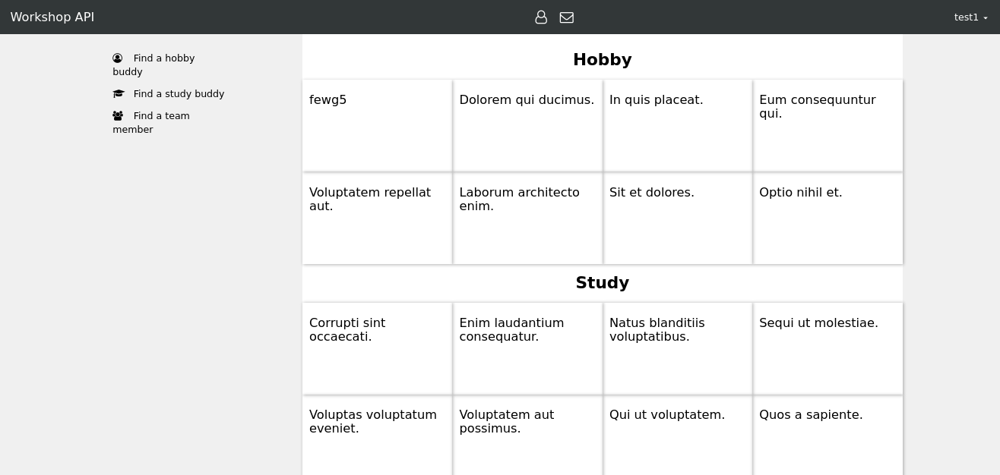 Workshop API
test1
Find a hobby
buddy
Find a study buddy
Find a team
member
Hobby
fewg5
Dolorem qui ducimus.
In quis placeat.
Eum consequuntur
qui.
Voluptatem repellat
aut.
Laborum architecto
enim.
Sit et dolores.
Optio nihil et.
Study
Corrupti sint
occaecati.
Enim laudantium
consequatur.
Natus blanditiis
voluptatibus.
Sequi ut molestiae.
Voluptas voluptatum
eveniet.
Voluptatem aut
possimus.
Qui ut voluptatem.
Quos a sapiente.